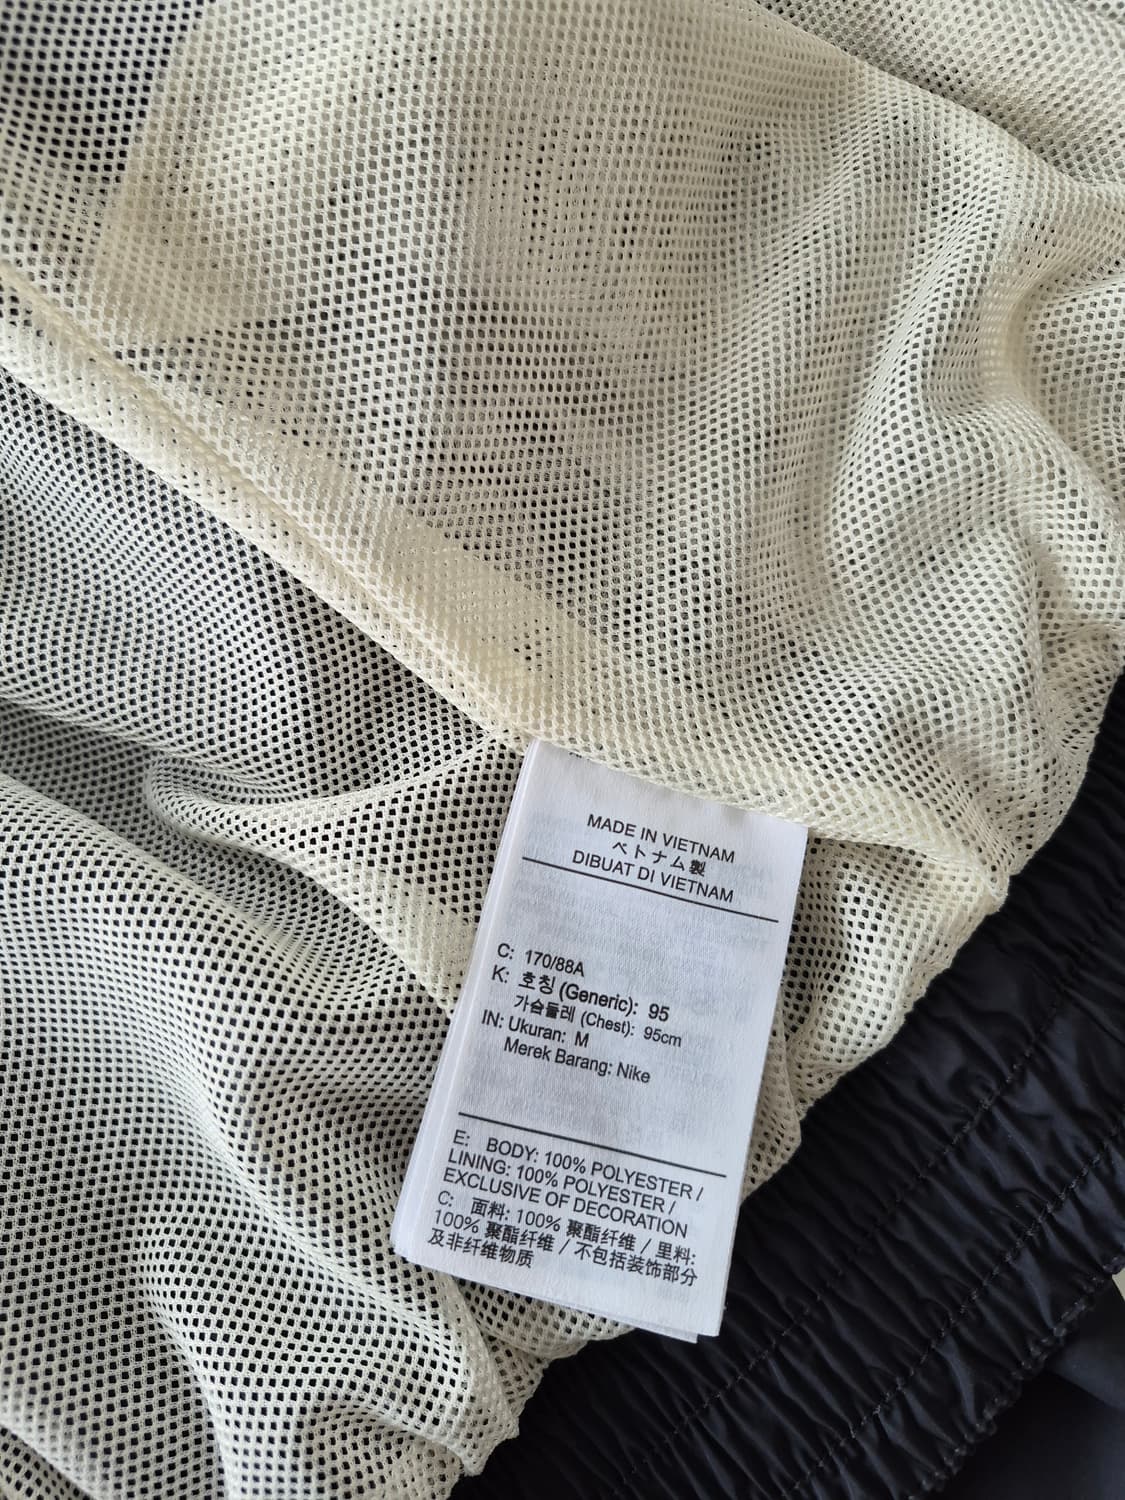 MADE IN VIETNAM
ベトナム製
DIBUAT DI VIETNAM
C: 170/88A
K: 호칭 (Generic): 95
가슴둘레 (Chest): 95cm
IN: Ukuran: M
Merek Barang: Nike
E: BODY: 100% POLYESTER /
LINING: 100% POLYESTER /
EXCLUSIVE OF DECORATION
C: 面料: 100% 聚酯纤维 / 里料:
100% 聚酯纤维 / 不包括装饰部分
及非纤维物质